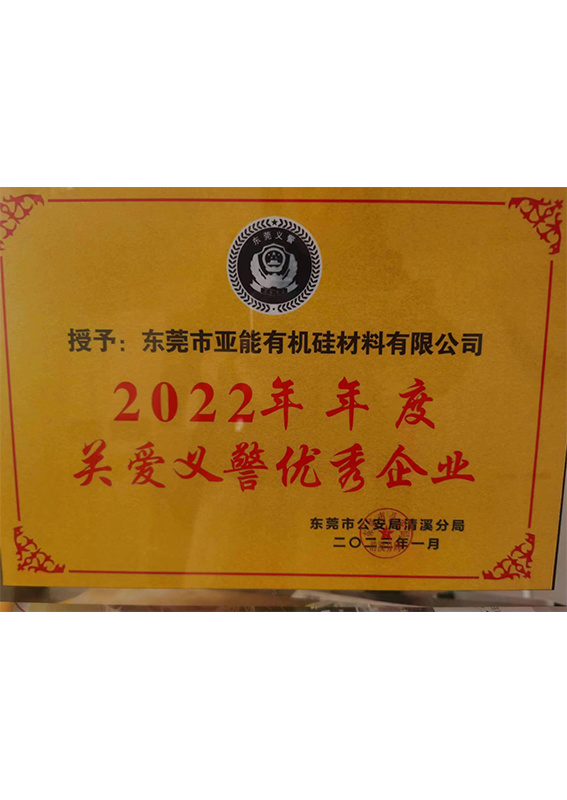 东莞义警
授予：东莞市亚能有机硅材料有限公司
2022年年度
关爱义警优秀企业
东莞市公安局清溪分局
二〇二三年一月